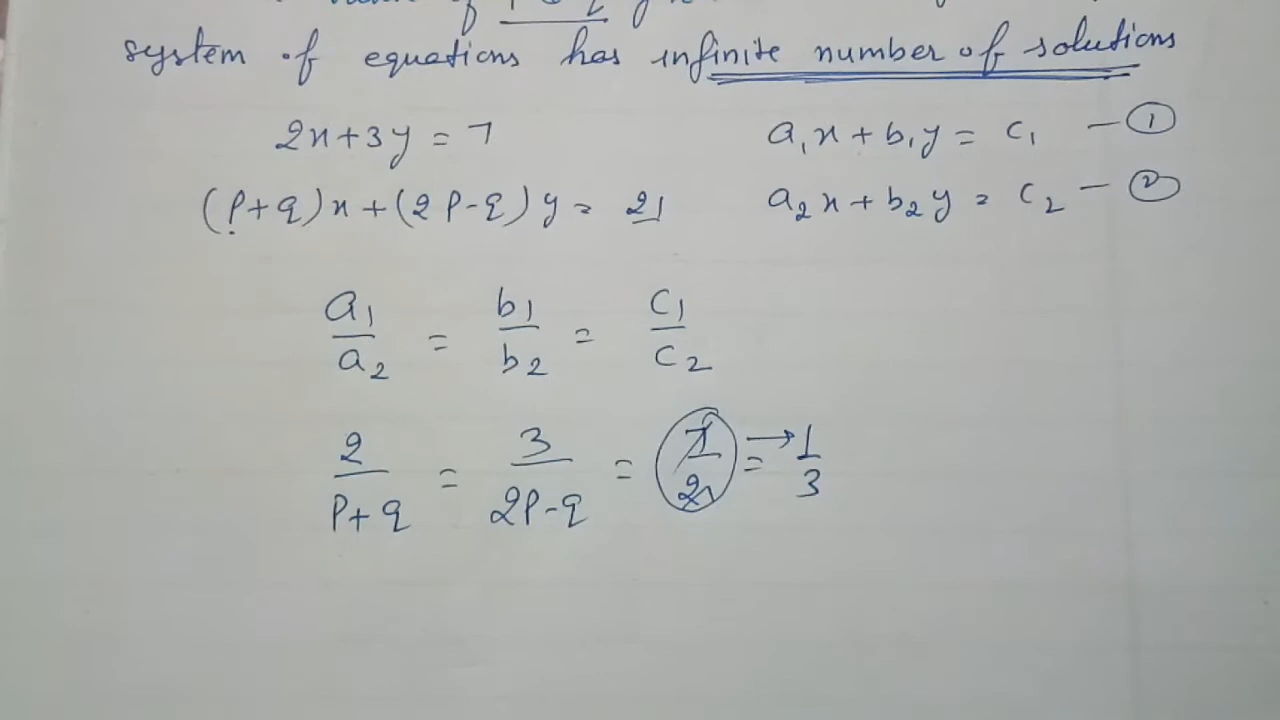 of
system of equations has infinite number of solutions
2x+3y = 7    a₁x + b₁y = c₁ — ①
(p+q)x + (2p-q)y = 21    a₂x + b₂y = c₂ — ②
a₁/a₂ = b₁/b₂ = c₁/c₂
2/(p+q) = 3/(2p-q) = 7/21 = → 1/3